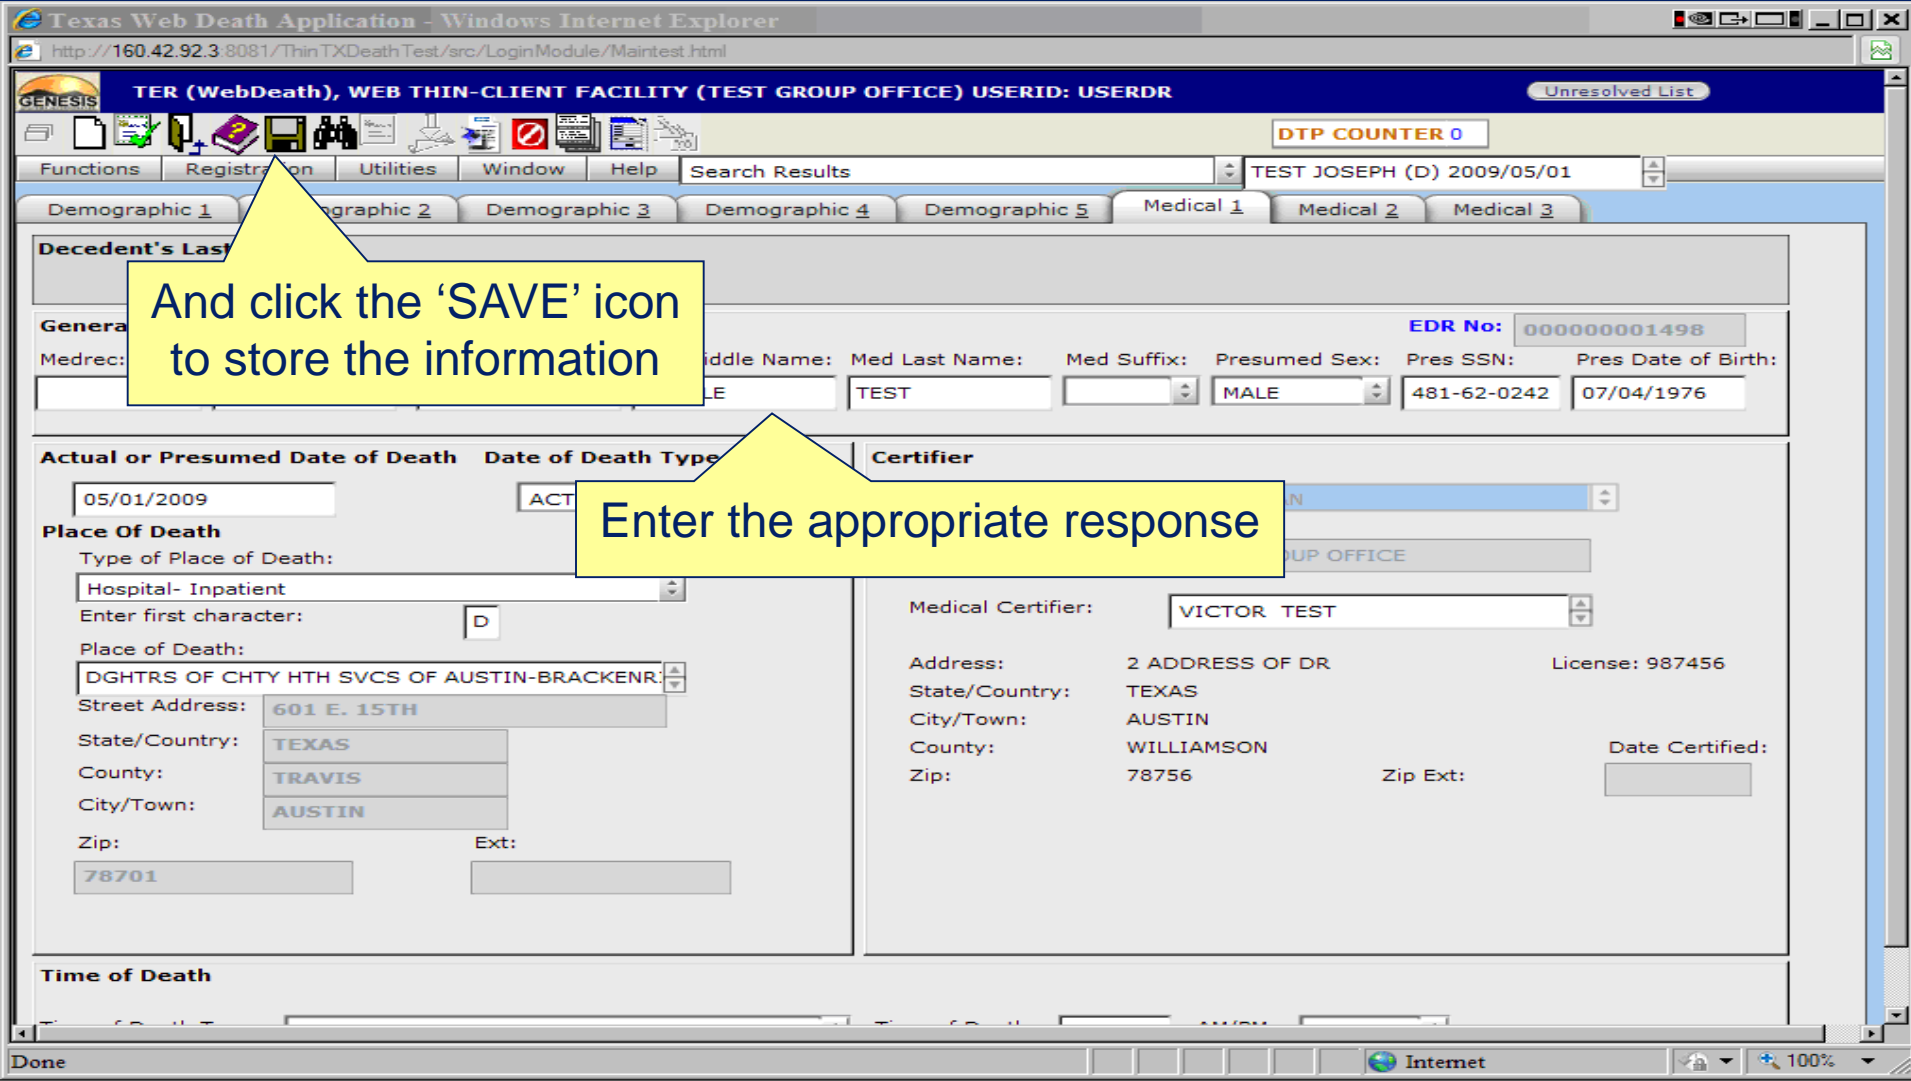 Texas Web Death Application - Windows Internet Explorer
http://160.42.92.3:8081/ThinTXDeathTest/src/LoginModule/Maintest.html
GENESIS
TER (WebDeath), WEB THIN-CLIENT FACILITY (TEST GROUP OFFICE) USERID: USERDR
Unresolved List
DTP COUNTER 0
Functions Registration Utilities Window Help Search Results TEST JOSEPH (D) 2009/05/01
Demographic 1 ographic 2 Demographic 3 Demographic 4 Demographic 5 Medical 1 Medical 2 Medical 3
Decedent's Las
And click the ‘SAVE’ icon
to store the information
Genera
EDR No: 000000001498
Medrec: iddle Name: Med Last Name: Med Suffix: Presumed Sex: Pres SSN: Pres Date of Birth:
LE TEST MALE 481-62-0242 07/04/1976
Actual or Presumed Date of Death Date of Death Type Certifier
05/01/2009 ACT AN
Enter the appropriate response
Place Of Death
Type of Place of Death:
UP OFFICE
Hospital- Inpatient
Enter first character: D
Medical Certifier: VICTOR TEST
Place of Death:
DGHTRS OF CHTY HTH SVCS OF AUSTIN-BRACKENR
Address: 2 ADDRESS OF DR License: 987456
Street Address: 601 E. 15TH
State/Country: TEXAS
City/Town: AUSTIN
State/Country: TEXAS
County: WILLIAMSON Date Certified:
County: TRAVIS
Zip: 78756 Zip Ext:
City/Town: AUSTIN
Zip: Ext:
78701
Time of Death
Done Internet 100%